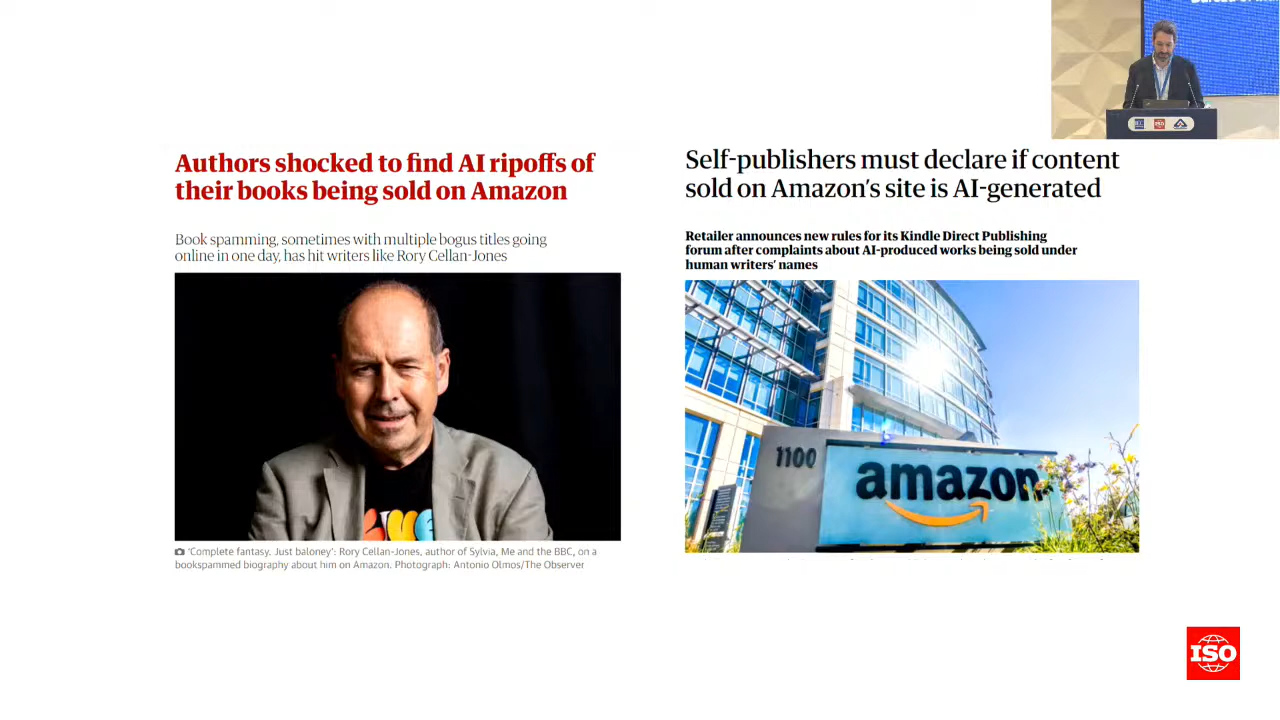 Authors shocked to find AI ripoffs of
their books being sold on Amazon
Book spamming, sometimes with multiple bogus titles going
online in one day, has hit writers like Rory Cellan-Jones
'Complete fantasy. Just baloney': Rory Cellan-Jones, author of Sylvia, Me and the BBC, on a
bookspammed biography about him on Amazon. Photograph: Antonio Olmos/The Observer
Self-publishers must declare if content
sold on Amazon's site is AI-generated
Retailer announces new rules for its Kindle Direct Publishing
forum after complaints about AI-produced works being sold under
human writers' names
1100
amazon
ISO